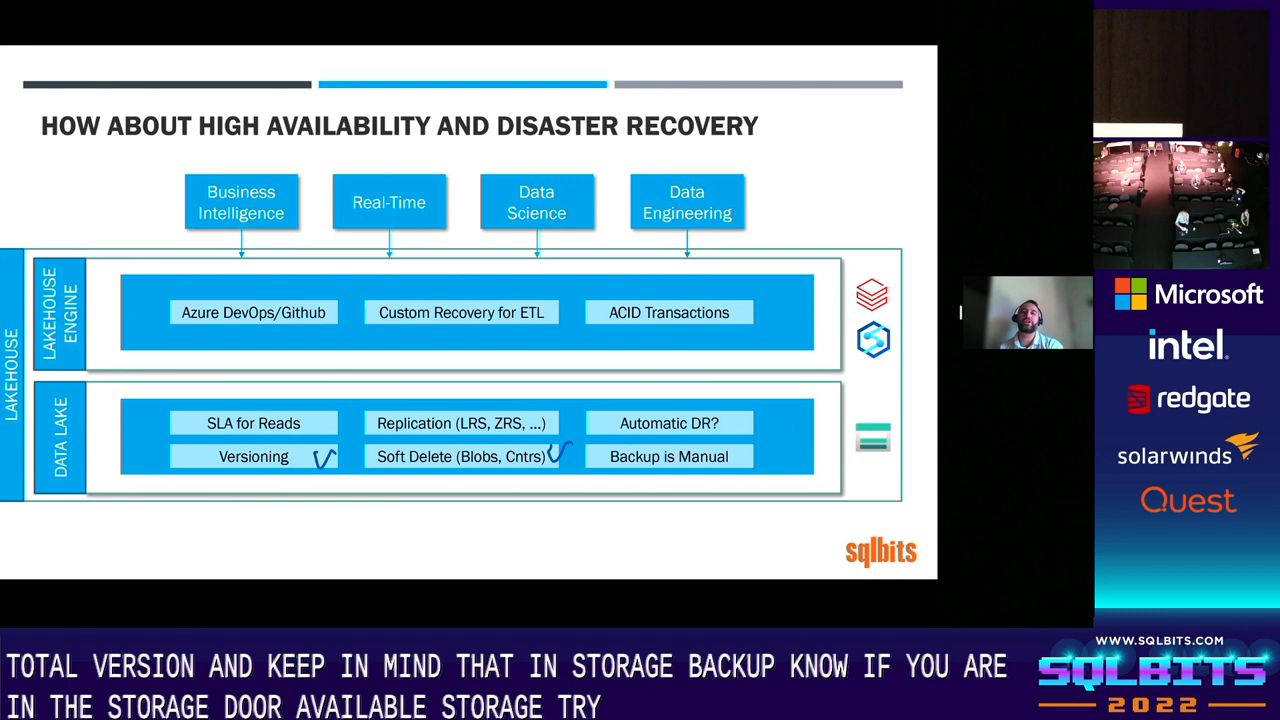 HOW ABOUT HIGH AVAILABILITY AND DISASTER RECOVERY
Business
Intelligence
Real-Time
Data
Science
Data
Engineering
LAKEHOUSE
LAKEHOUSE
ENGINE
Azure DevOps/Github
Custom Recovery for ETL
ACID Transactions
DATA LAKE
SLA for Reads
Replication (LRS, ZRS, ...)
Automatic DR?
Versioning
Soft Delete (Blobs, Cntrs)
Backup is Manual
sqlbits
Microsoft
intel.
redgate
solarwinds
Quest
WWW.SQLBITS.COM
SQLBITS
2022
TOTAL VERSION AND KEEP IN MIND THAT IN STORAGE BACKUP KNOW IF YOU ARE
IN THE STORAGE DOOR AVAILABLE STORAGE TRY